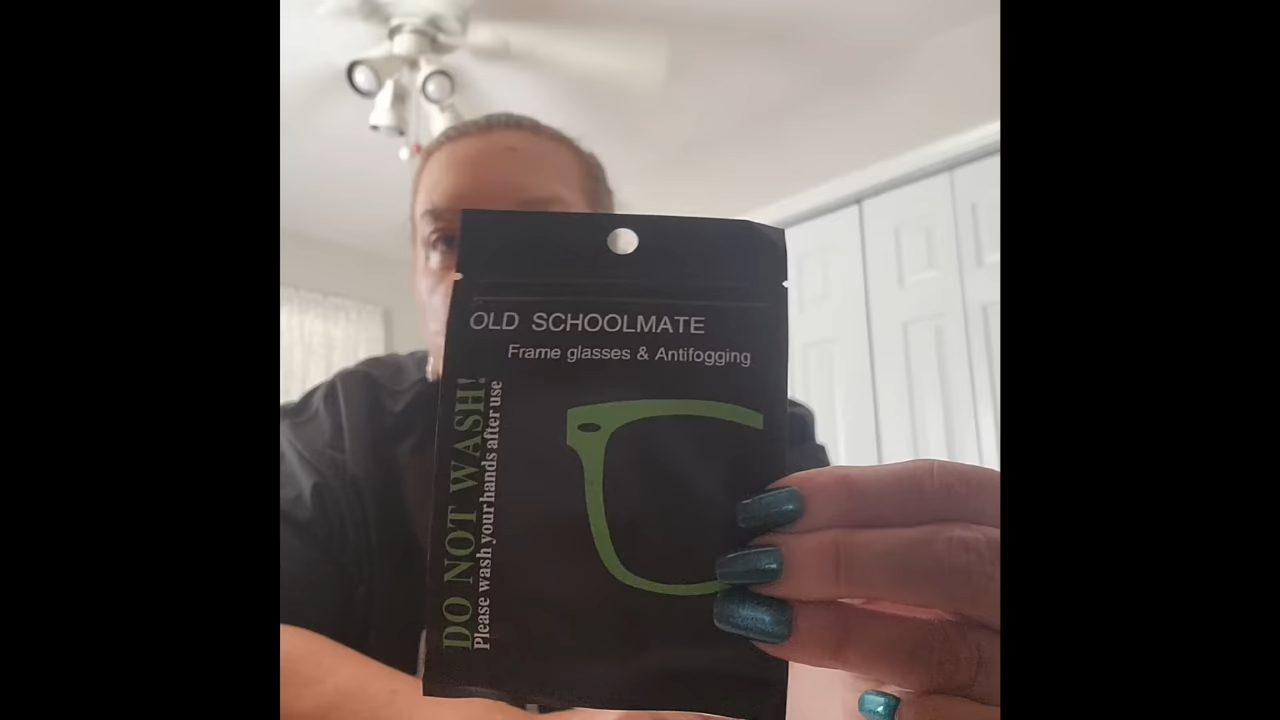 OLD SCHOOLMATE
Frame glasses & Antifogging
DO NOT WASH!
Please wash your hands after use